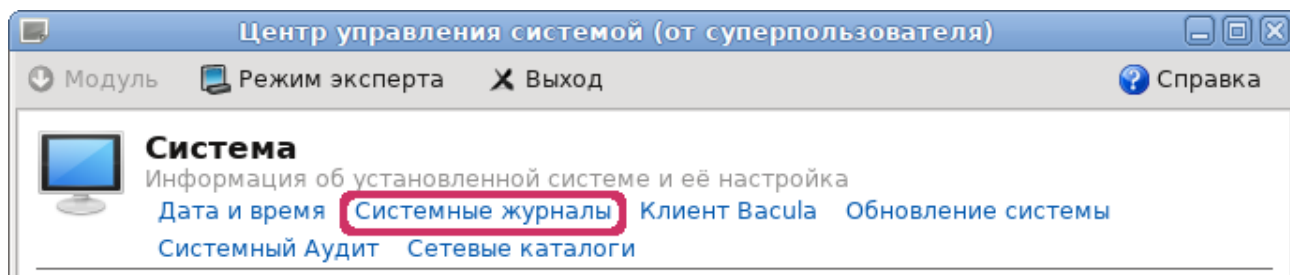 Центр управления системой (от суперпользователя)
Модуль Режим эксперта Выход Справка
Система
Информация об установленной системе и её настройка
Дата и время Системные журналы Клиент Bacula Обновление системы
Системный Аудит Сетевые каталоги